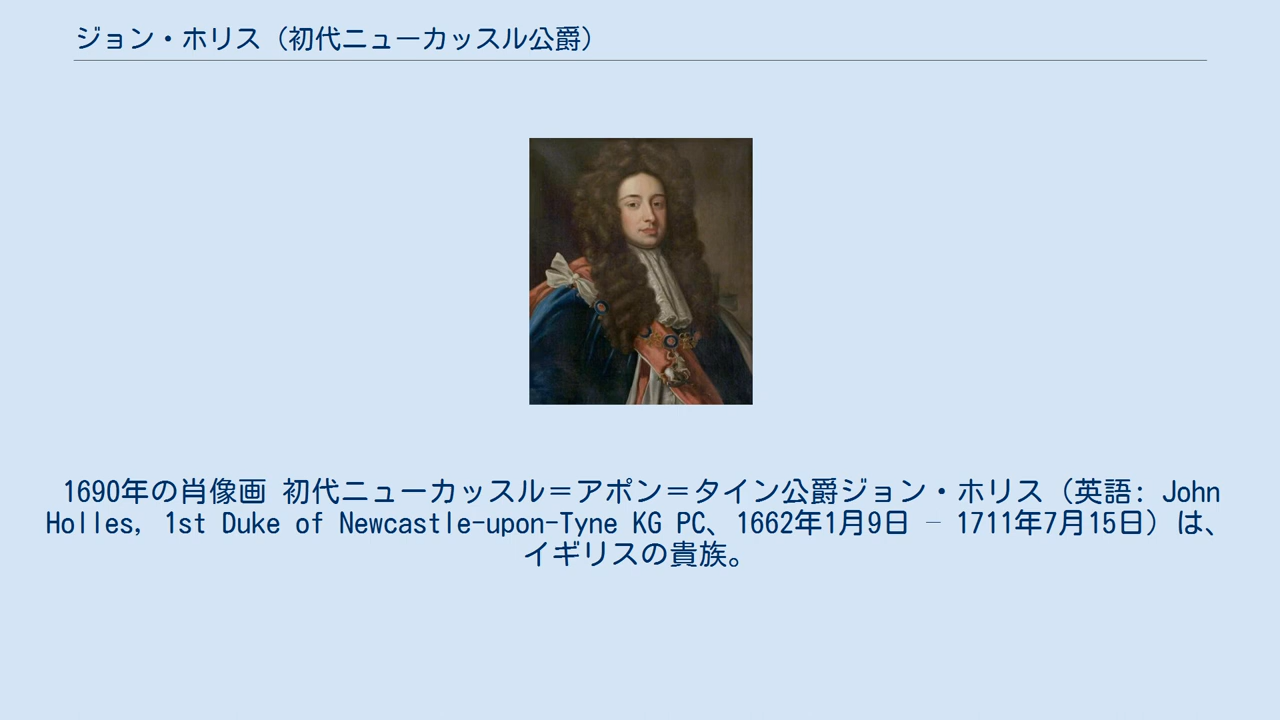 ジョン・ホリス（初代ニューカッスル公爵）
1690年の肖像画 初代ニューカッスル＝アポン＝タイン公爵ジョン・ホリス（英語: John
Holles, 1st Duke of Newcastle-upon-Tyne KG PC、1662年1月9日 – 1711年7月15日）は、
イギリスの貴族。